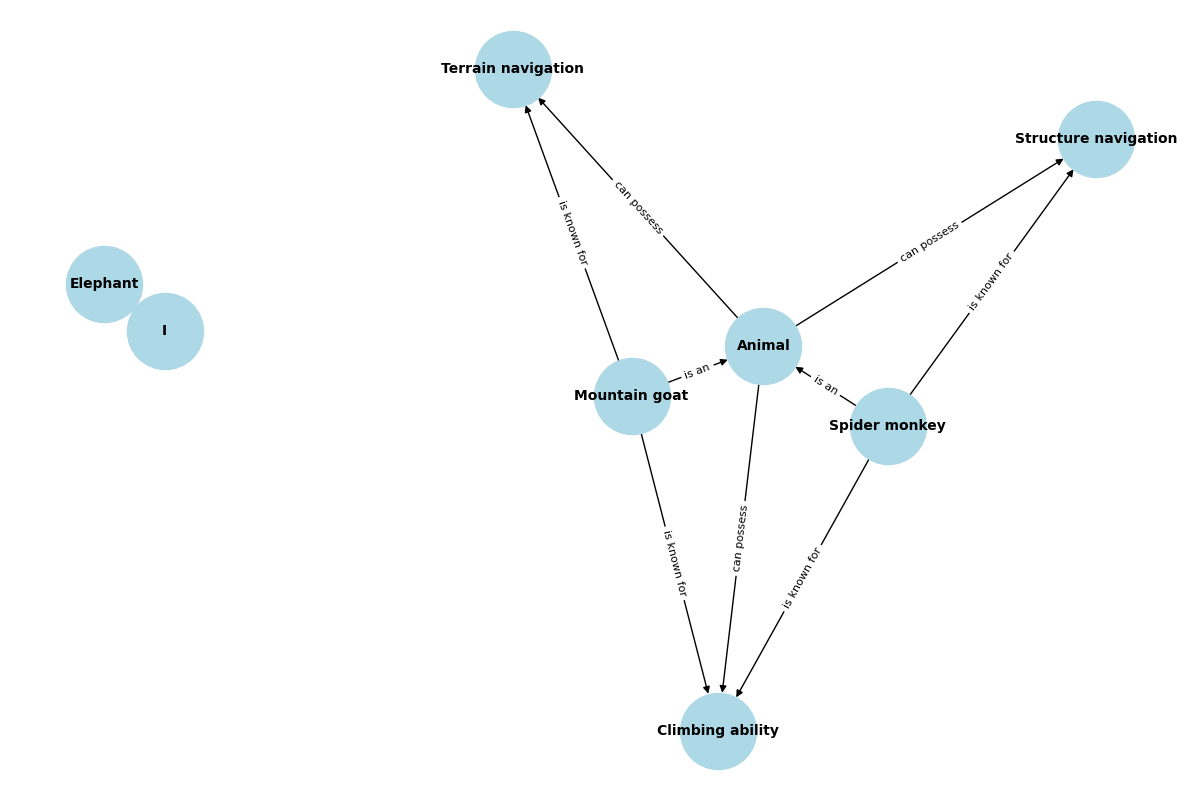 Terrain navigation
Structure navigation
can possess
is known for
can possess
is known for
Elephant
I
Animal
is an
is an
Mountain goat
Spider monkey
can possess
is known for
is known for
Climbing ability